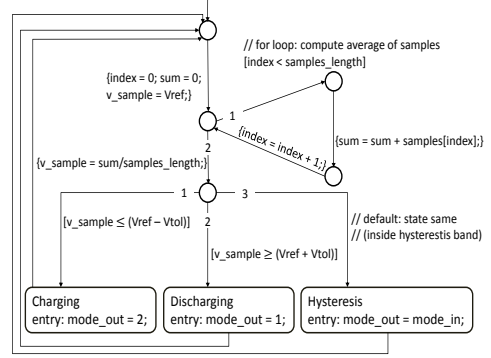 // for loop: compute average of samples
[index < samples_length]
{index = 0; sum = 0;
v_sample = Vref;}
1
{index = index + 1;}
{sum = sum + samples[index];}
2
{v_sample = sum/samples_length;}
1
3
2
[v_sample ≤ (Vref – Vtol)]
// default: state same
// (inside hysterestis band)
[v_sample ≥ (Vref + Vtol)]
Charging
entry: mode_out = 2;
Discharging
entry: mode_out = 1;
Hysteresis
entry: mode_out = mode_in;